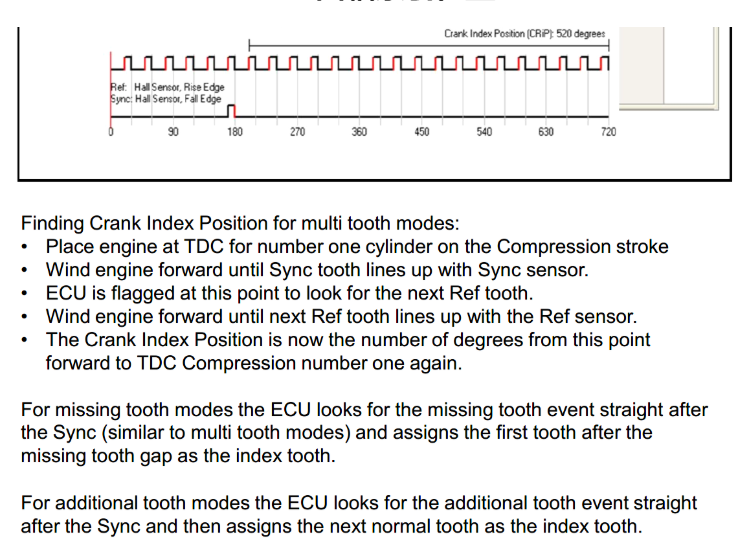 Crank Index Position (CRiP): 520 degrees
Ref: Hall Sensor, Rise Edge
Sync: Hall Sensor, Fall Edge
0 90 180 270 360 450 540 630 720
Finding Crank Index Position for multi tooth modes:
• Place engine at TDC for number one cylinder on the Compression stroke
• Wind engine forward until Sync tooth lines up with Sync sensor.
• ECU is flagged at this point to look for the next Ref tooth.
• Wind engine forward until next Ref tooth lines up with the Ref sensor.
• The Crank Index Position is now the number of degrees from this point
forward to TDC Compression number one again.
For missing tooth modes the ECU looks for the missing tooth event straight after
the Sync (similar to multi tooth modes) and assigns the first tooth after the
missing tooth gap as the index tooth.
For additional tooth modes the ECU looks for the additional tooth event straight
after the Sync and then assigns the next normal tooth as the index tooth.